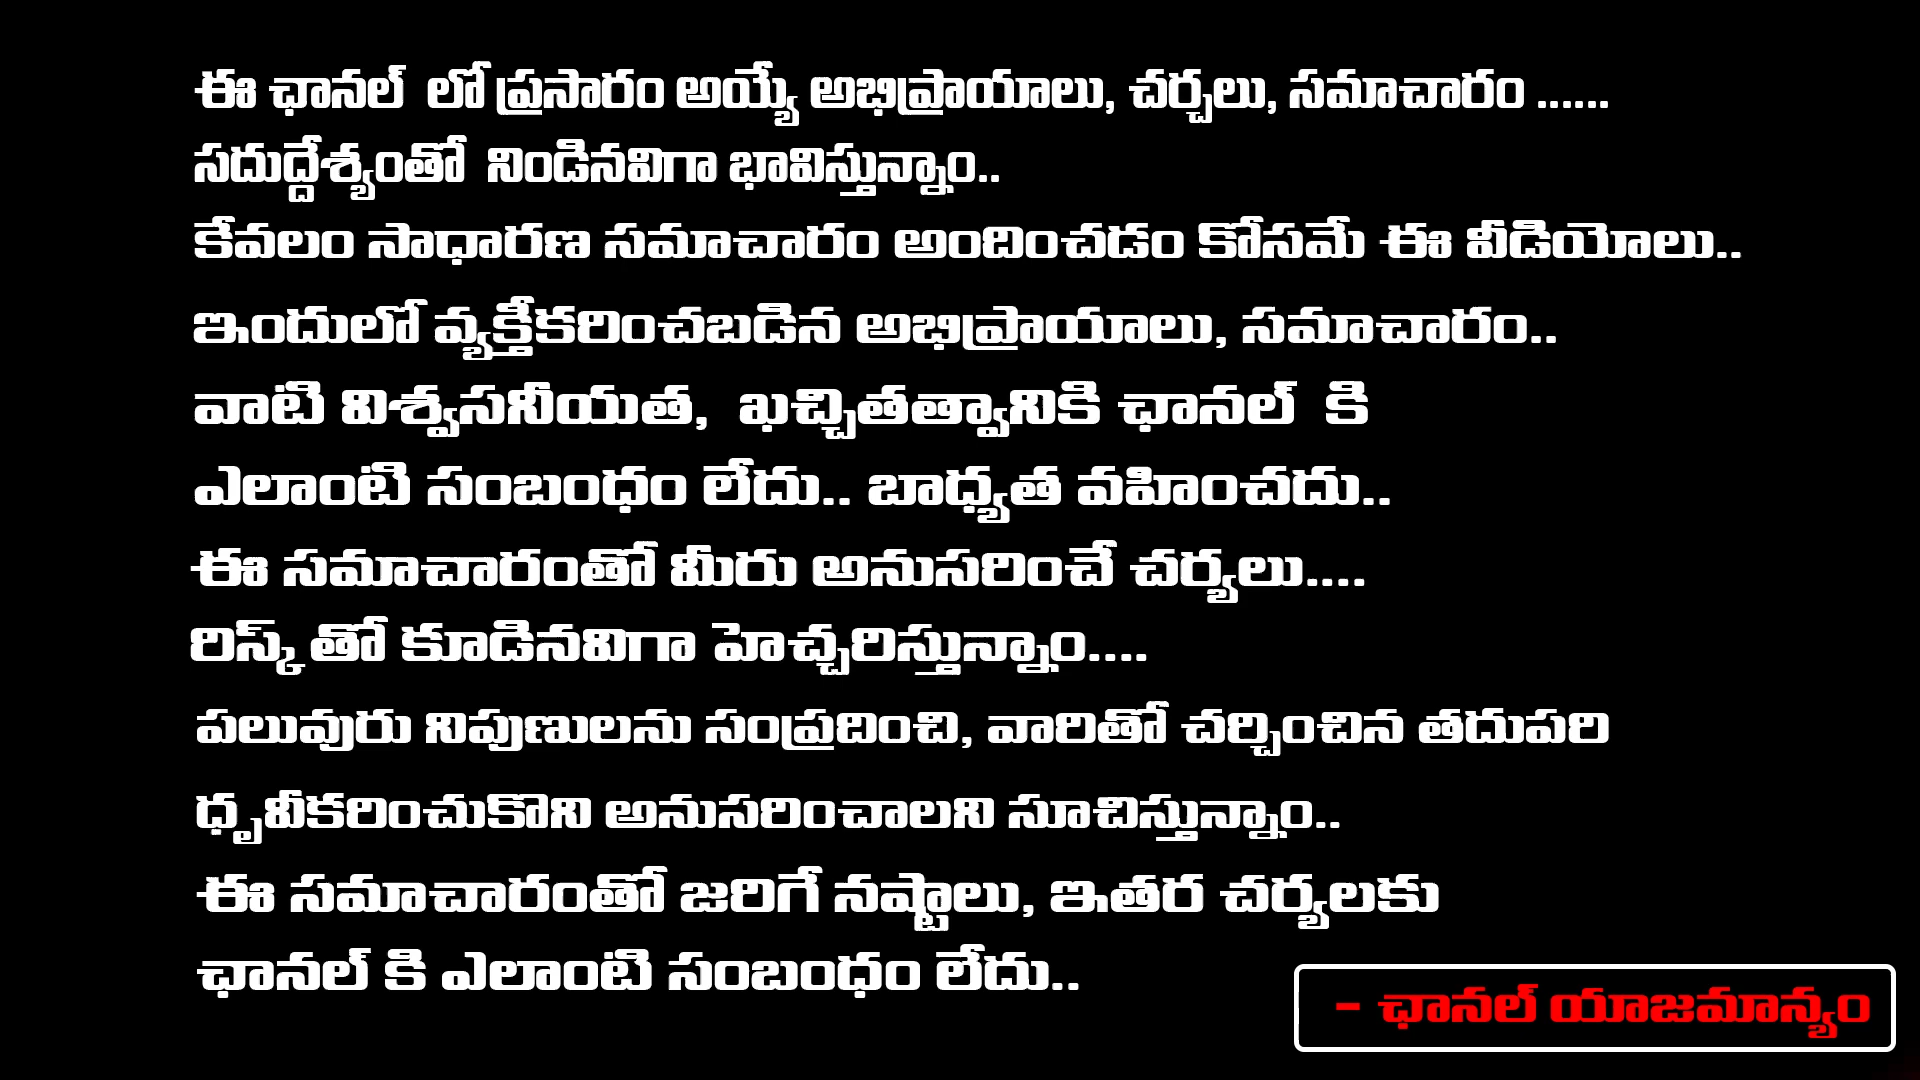 ఈ ఛానల్ లో ప్రసారం అయ్యే అభిప్రాయాలు, చర్చలు, సమాచారం ......
సదుద్దేశ్యంతో నిండినవిగా భావిస్తున్నాం..
కేవలం సాధారణ సమాచారం అందించడం కోసమే ఈ వీడియోలు..
ఇందులో వ్యక్తీకరించబడిన అభిప్రాయాలు, సమాచారం..
వాటి విశ్వసనీయత, ఖచ్చితత్వానికి ఛానల్ కి
ఎలాంటి సంబంధం లేదు.. బాధ్యత వహించదు..
ఈ సమాచారంతో మీరు అనుసరించే చర్యలు....
రిస్క్ తో కూడినవిగా హెచ్చరిస్తున్నాం....
పలువురు నిపుణులను సంప్రదించి, వారితో చర్చించిన తదుపరి
ధృవీకరించుకొని అనుసరించాలని సూచిస్తున్నాం..
ఈ సమాచారంతో జరిగే నష్టాలు, ఇతర చర్యలకు
ఛానల్ కి ఎలాంటి సంబంధం లేదు..
- ఛానల్ యాజమాన్యం